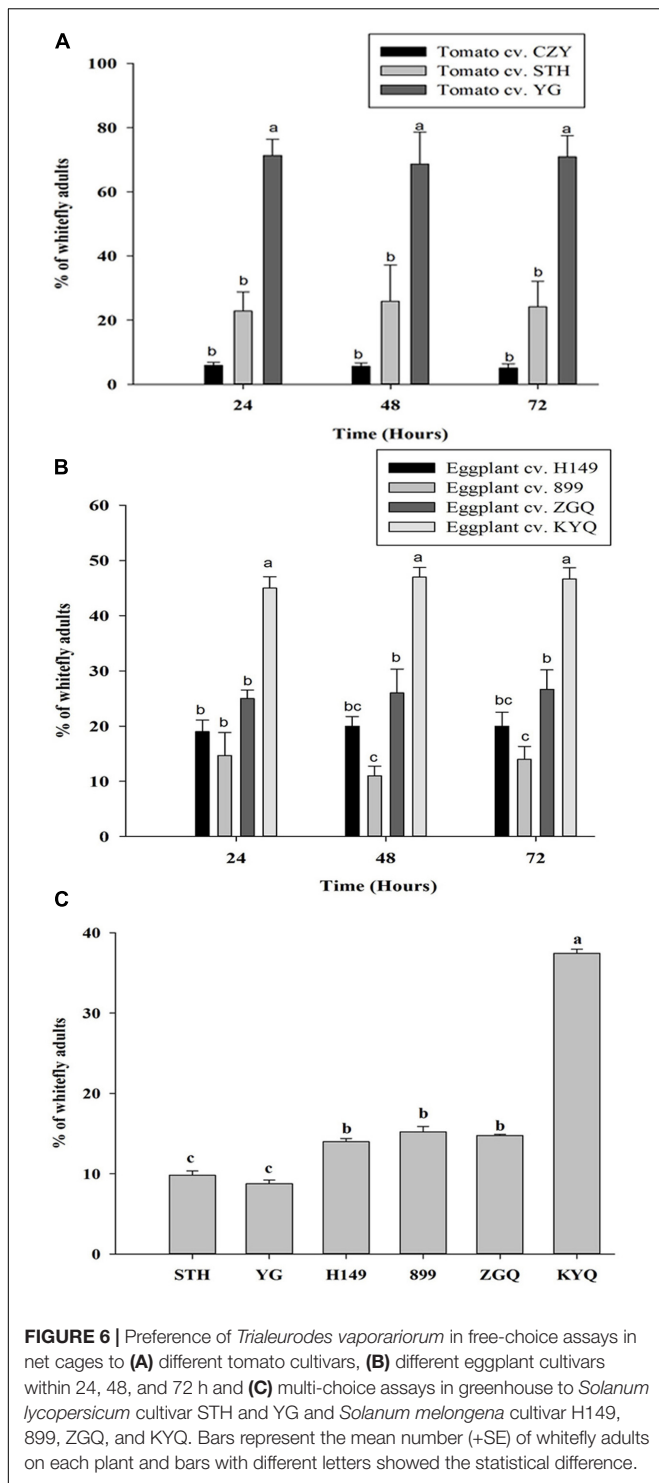 A
Tomato cv. CZY
Tomato cv. STH
Tomato cv. YG
% of whitefly adults
100
80
60
40
20
0
b
b
a
b
b
a
b
b
a
24
48
72
Time (Hours)
B
Eggplant cv. H149
Eggplant cv. 899
Eggplant cv. ZGQ
Eggplant cv. KYQ
% of whitefly adults
60
50
40
30
20
10
0
b
b
b
a
bc
c
b
a
bc
c
b
a
24
48
72
Time (Hours)
C
% of whitefly adults
40
30
20
10
0
c
c
b
b
b
a
STH
YG
H149
899
ZGQ
KYQ
FIGURE 6 | Preference of Trialeurodes vaporariorum in free-choice assays in
net cages to (A) different tomato cultivars, (B) different eggplant cultivars
within 24, 48, and 72 h and (C) multi-choice assays in greenhouse to Solanum
lycopersicum cultivar STH and YG and Solanum melongena cultivar H149,
899, ZGQ, and KYQ. Bars represent the mean number (+SE) of whitefly adults
on each plant and bars with different letters showed the statistical difference.